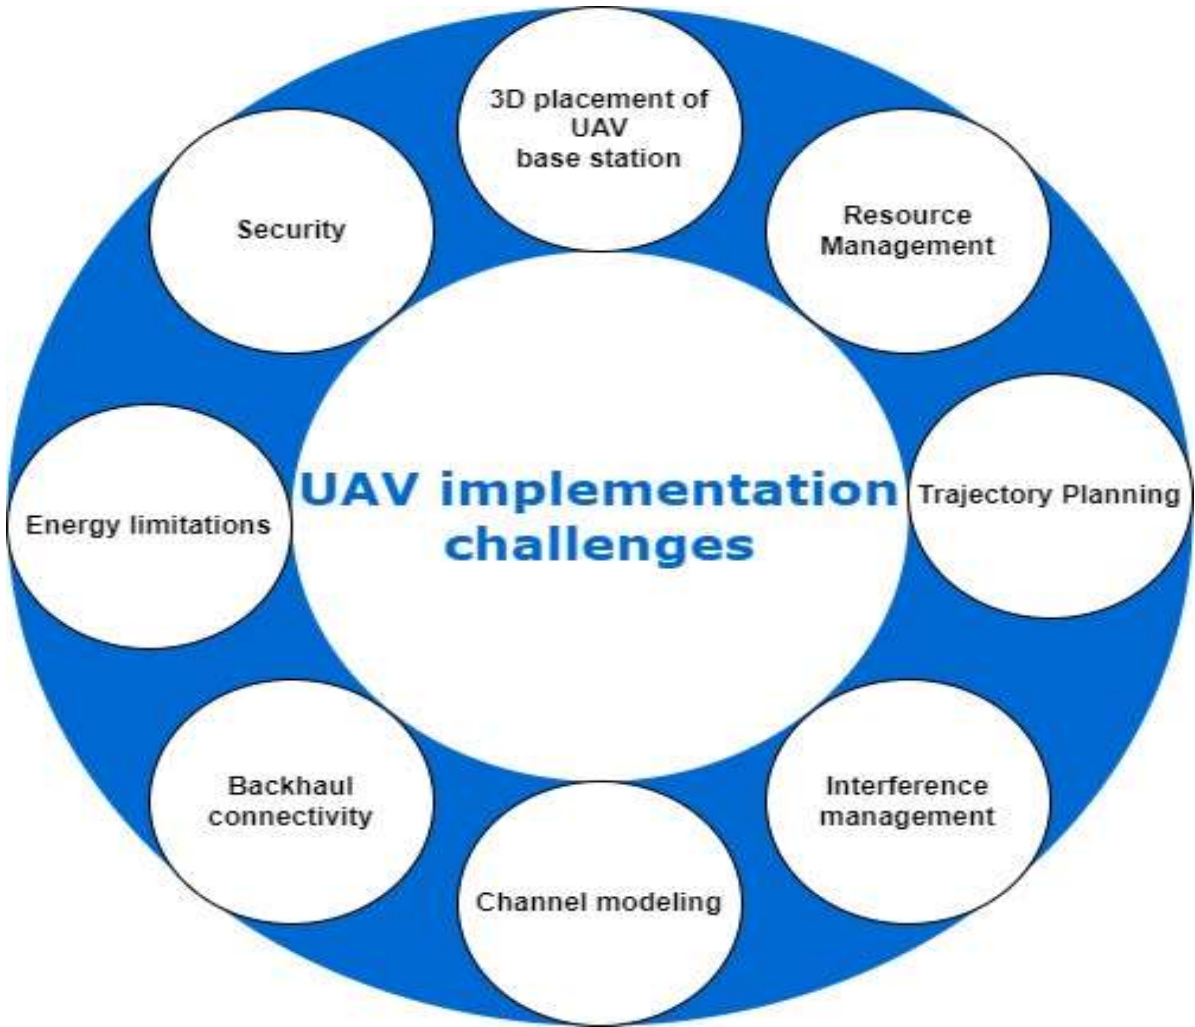 3D placement of
UAV
base station
Resource
Management
Security
Trajectory Planning
UAV implementation
challenges
Energy limitations
Interference
management
Backhaul
connectivity
Channel modeling